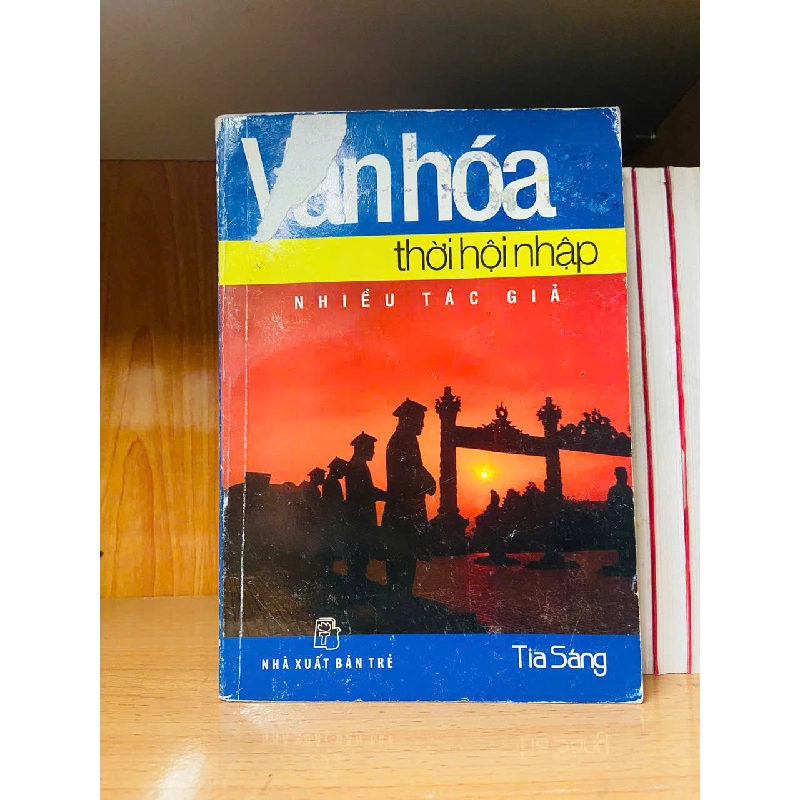 Văn hóa
thời hội nhập
NHIỀU TÁC GIẢ
NHÀ XUẤT BẢN TRẺ
Tia Sáng